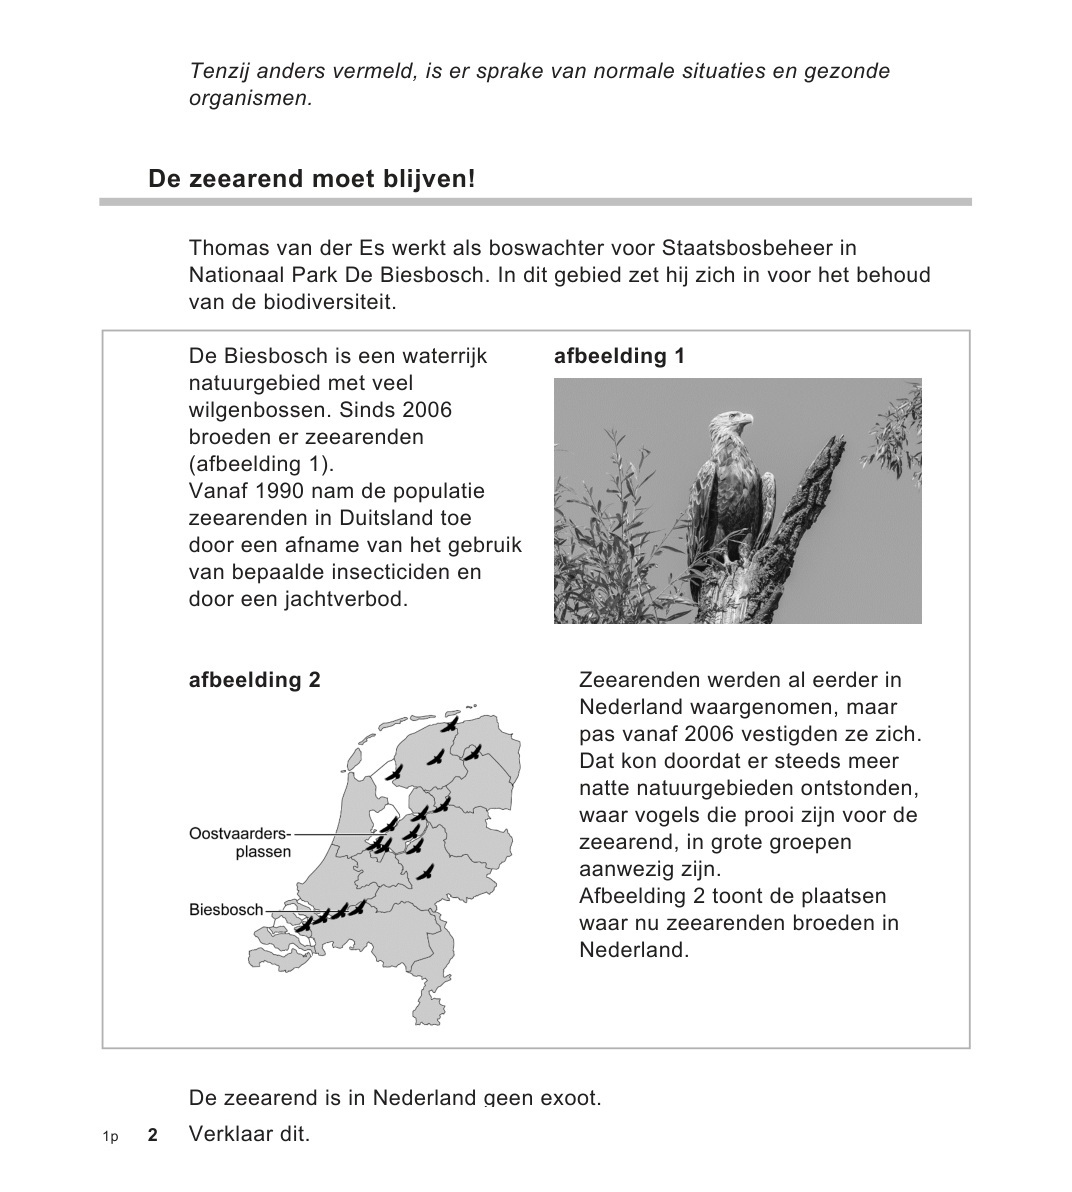 Tenzij anders vermeld, is er sprake van normale situaties en gezonde
organismen.
De zeearend moet blijven!
Thomas van der Es werkt als boswachter voor Staatsbosbeheer in
Nationaal Park De Biesbosch. In dit gebied zet hij zich in voor het behoud
van de biodiversiteit.
De Biesbosch is een waterrijk
natuurgebied met veel
wilgenbossen. Sinds 2006
broeden er zeearenden
(afbeelding 1).
Vanaf 1990 nam de populatie
zeearenden in Duitsland toe
door een afname van het gebruik
van bepaalde insecticiden en
door een jachtverbod.
afbeelding 1
afbeelding 2
Oostvaarders-
plassen
Biesbosch
Zeearenden werden al eerder in
Nederland waargenomen, maar
pas vanaf 2006 vestigden ze zich.
Dat kon doordat er steeds meer
natte natuurgebieden ontstonden,
waar vogels die prooi zijn voor de
zeearend, in grote groepen
aanwezig zijn.
Afbeelding 2 toont de plaatsen
waar nu zeearenden broeden in
Nederland.
De zeearend is in Nederland geen exoot.
1p 2 Verklaar dit.